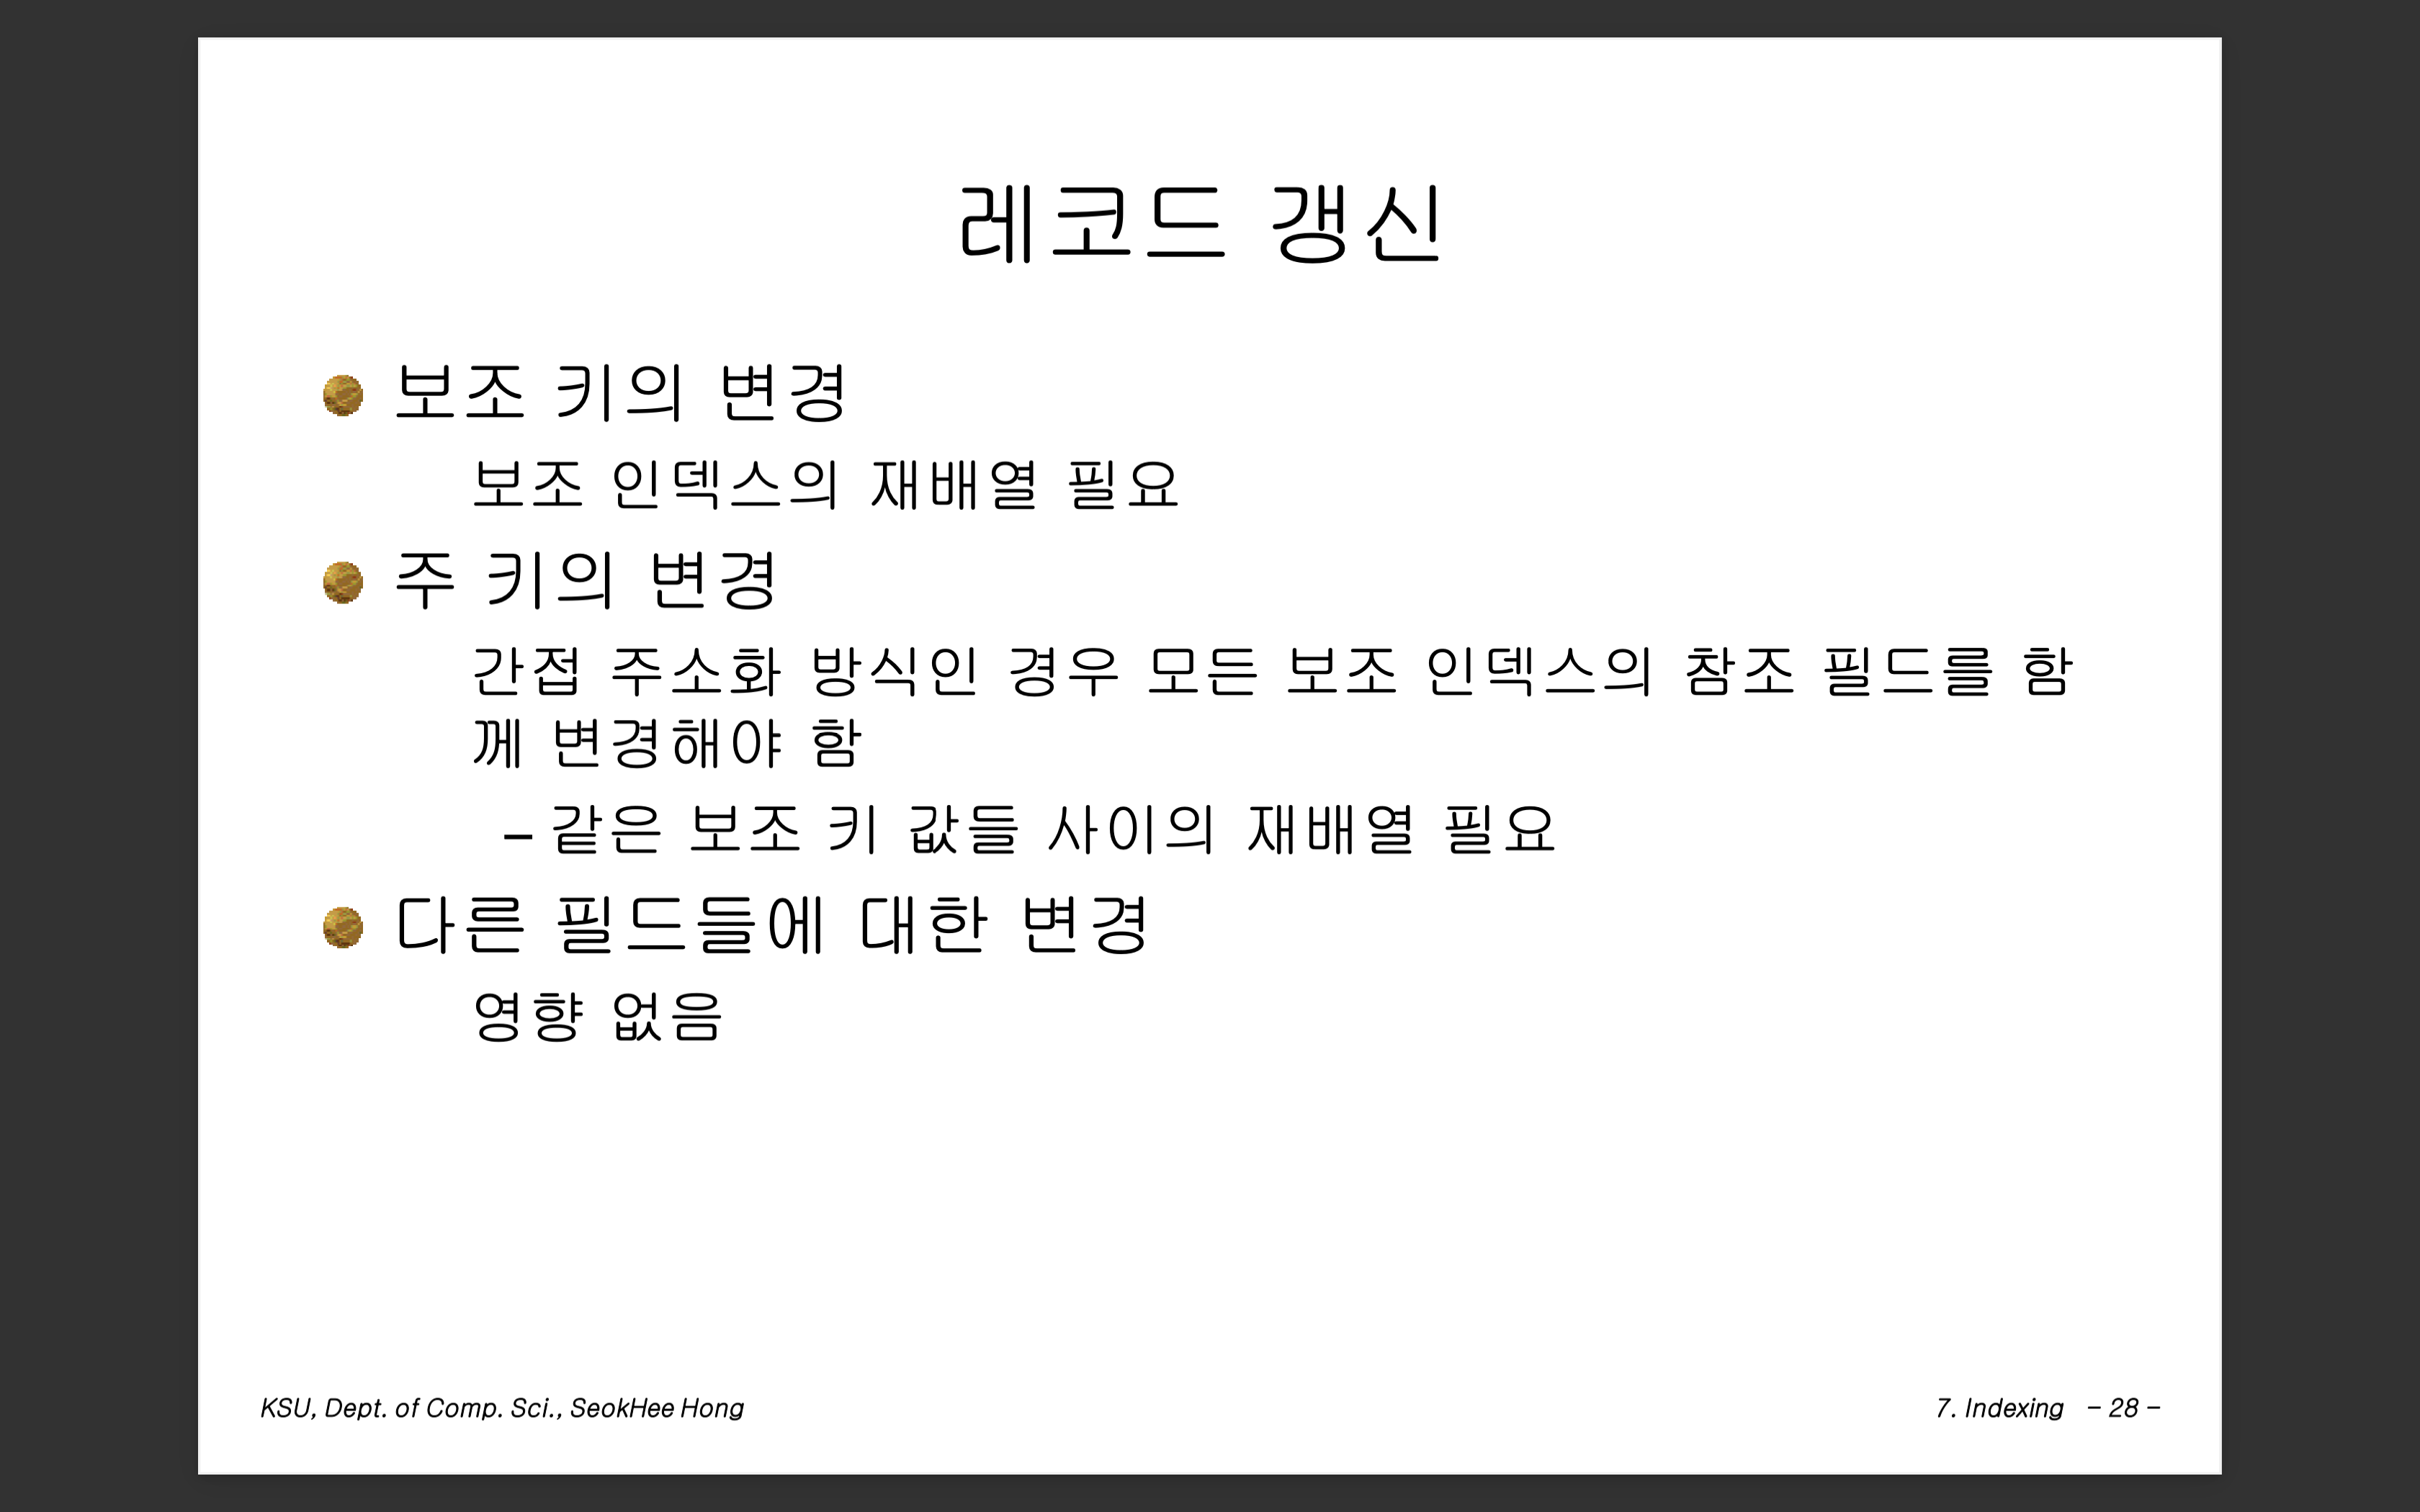 레코드 갱신
보조 키의 변경
보조 인덱스의 재배열 필요
주 키의 변경
간접 주소화 방식인 경우 모든 보조 인덱스의 참조 필드를 함
께 변경해야 함
– 같은 보조 키 값들 사이의 재배열 필요
다른 필드들에 대한 변경
영향 없음
KSU, Dept. of Comp. Sci., SeokHee Hong
7. Indexing – 28 –